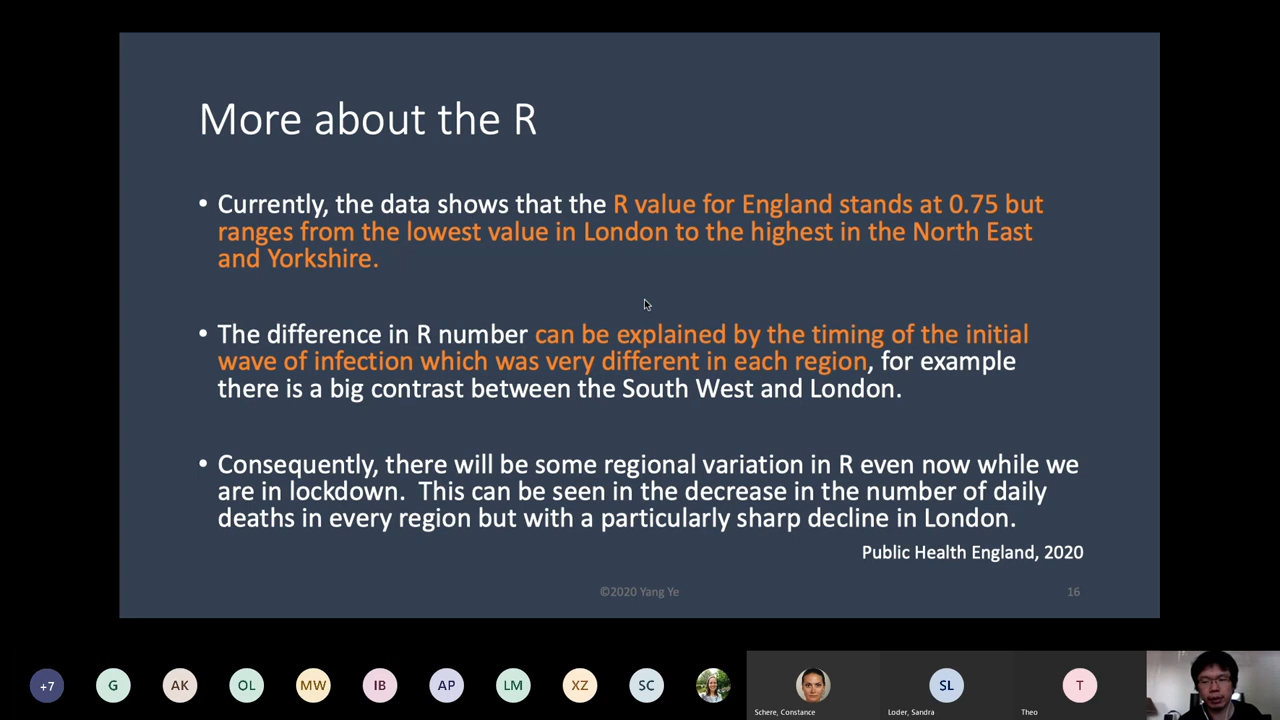 More about the R
• Currently, the data shows that the R value for England stands at 0.75 but
ranges from the lowest value in London to the highest in the North East
and Yorkshire.
• The difference in R number can be explained by the timing of the initial
wave of infection which was very different in each region, for example
there is a big contrast between the South West and London.
• Consequently, there will be some regional variation in R even now while we
are in lockdown.  This can be seen in the decrease in the number of daily
deaths in every region but with a particularly sharp decline in London.
Public Health England, 2020
©2020 Yang Ye
16
+7
G
AK
OL
MW
IB
AP
LM
XZ
SC
SL
T
Schere, Constance
Loder, Sandra
Theo